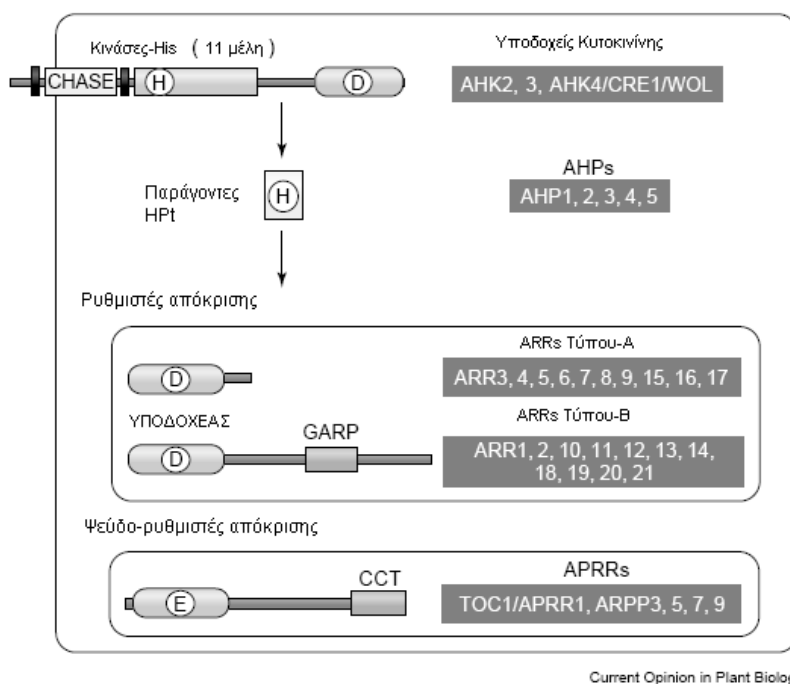 Κινάσες-His ( 11 μέλη )
Υποδοχείς Κυτοκινίνης
CHASE H D
AHK2, 3, AHK4/CRE1/WOL
Παράγοντες
HPt
H
AHPs
AHP1, 2, 3, 4, 5
Ρυθμιστές απόκρισης
ARRs Τύπου-Α
D
ARR3, 4, 5, 6, 7, 8, 9, 15, 16, 17
ΥΠΟΔΟΧΕΑΣ
GARP
ARRs Τύπου-Β
D
ARR1, 2, 10, 11, 12, 13, 14,
18, 19, 20, 21
Ψεύδο-ρυθμιστές απόκρισης
CCT
APRRs
E
TOC1/APRR1, ARPP3, 5, 7, 9
Current Opinion in Plant Biolog